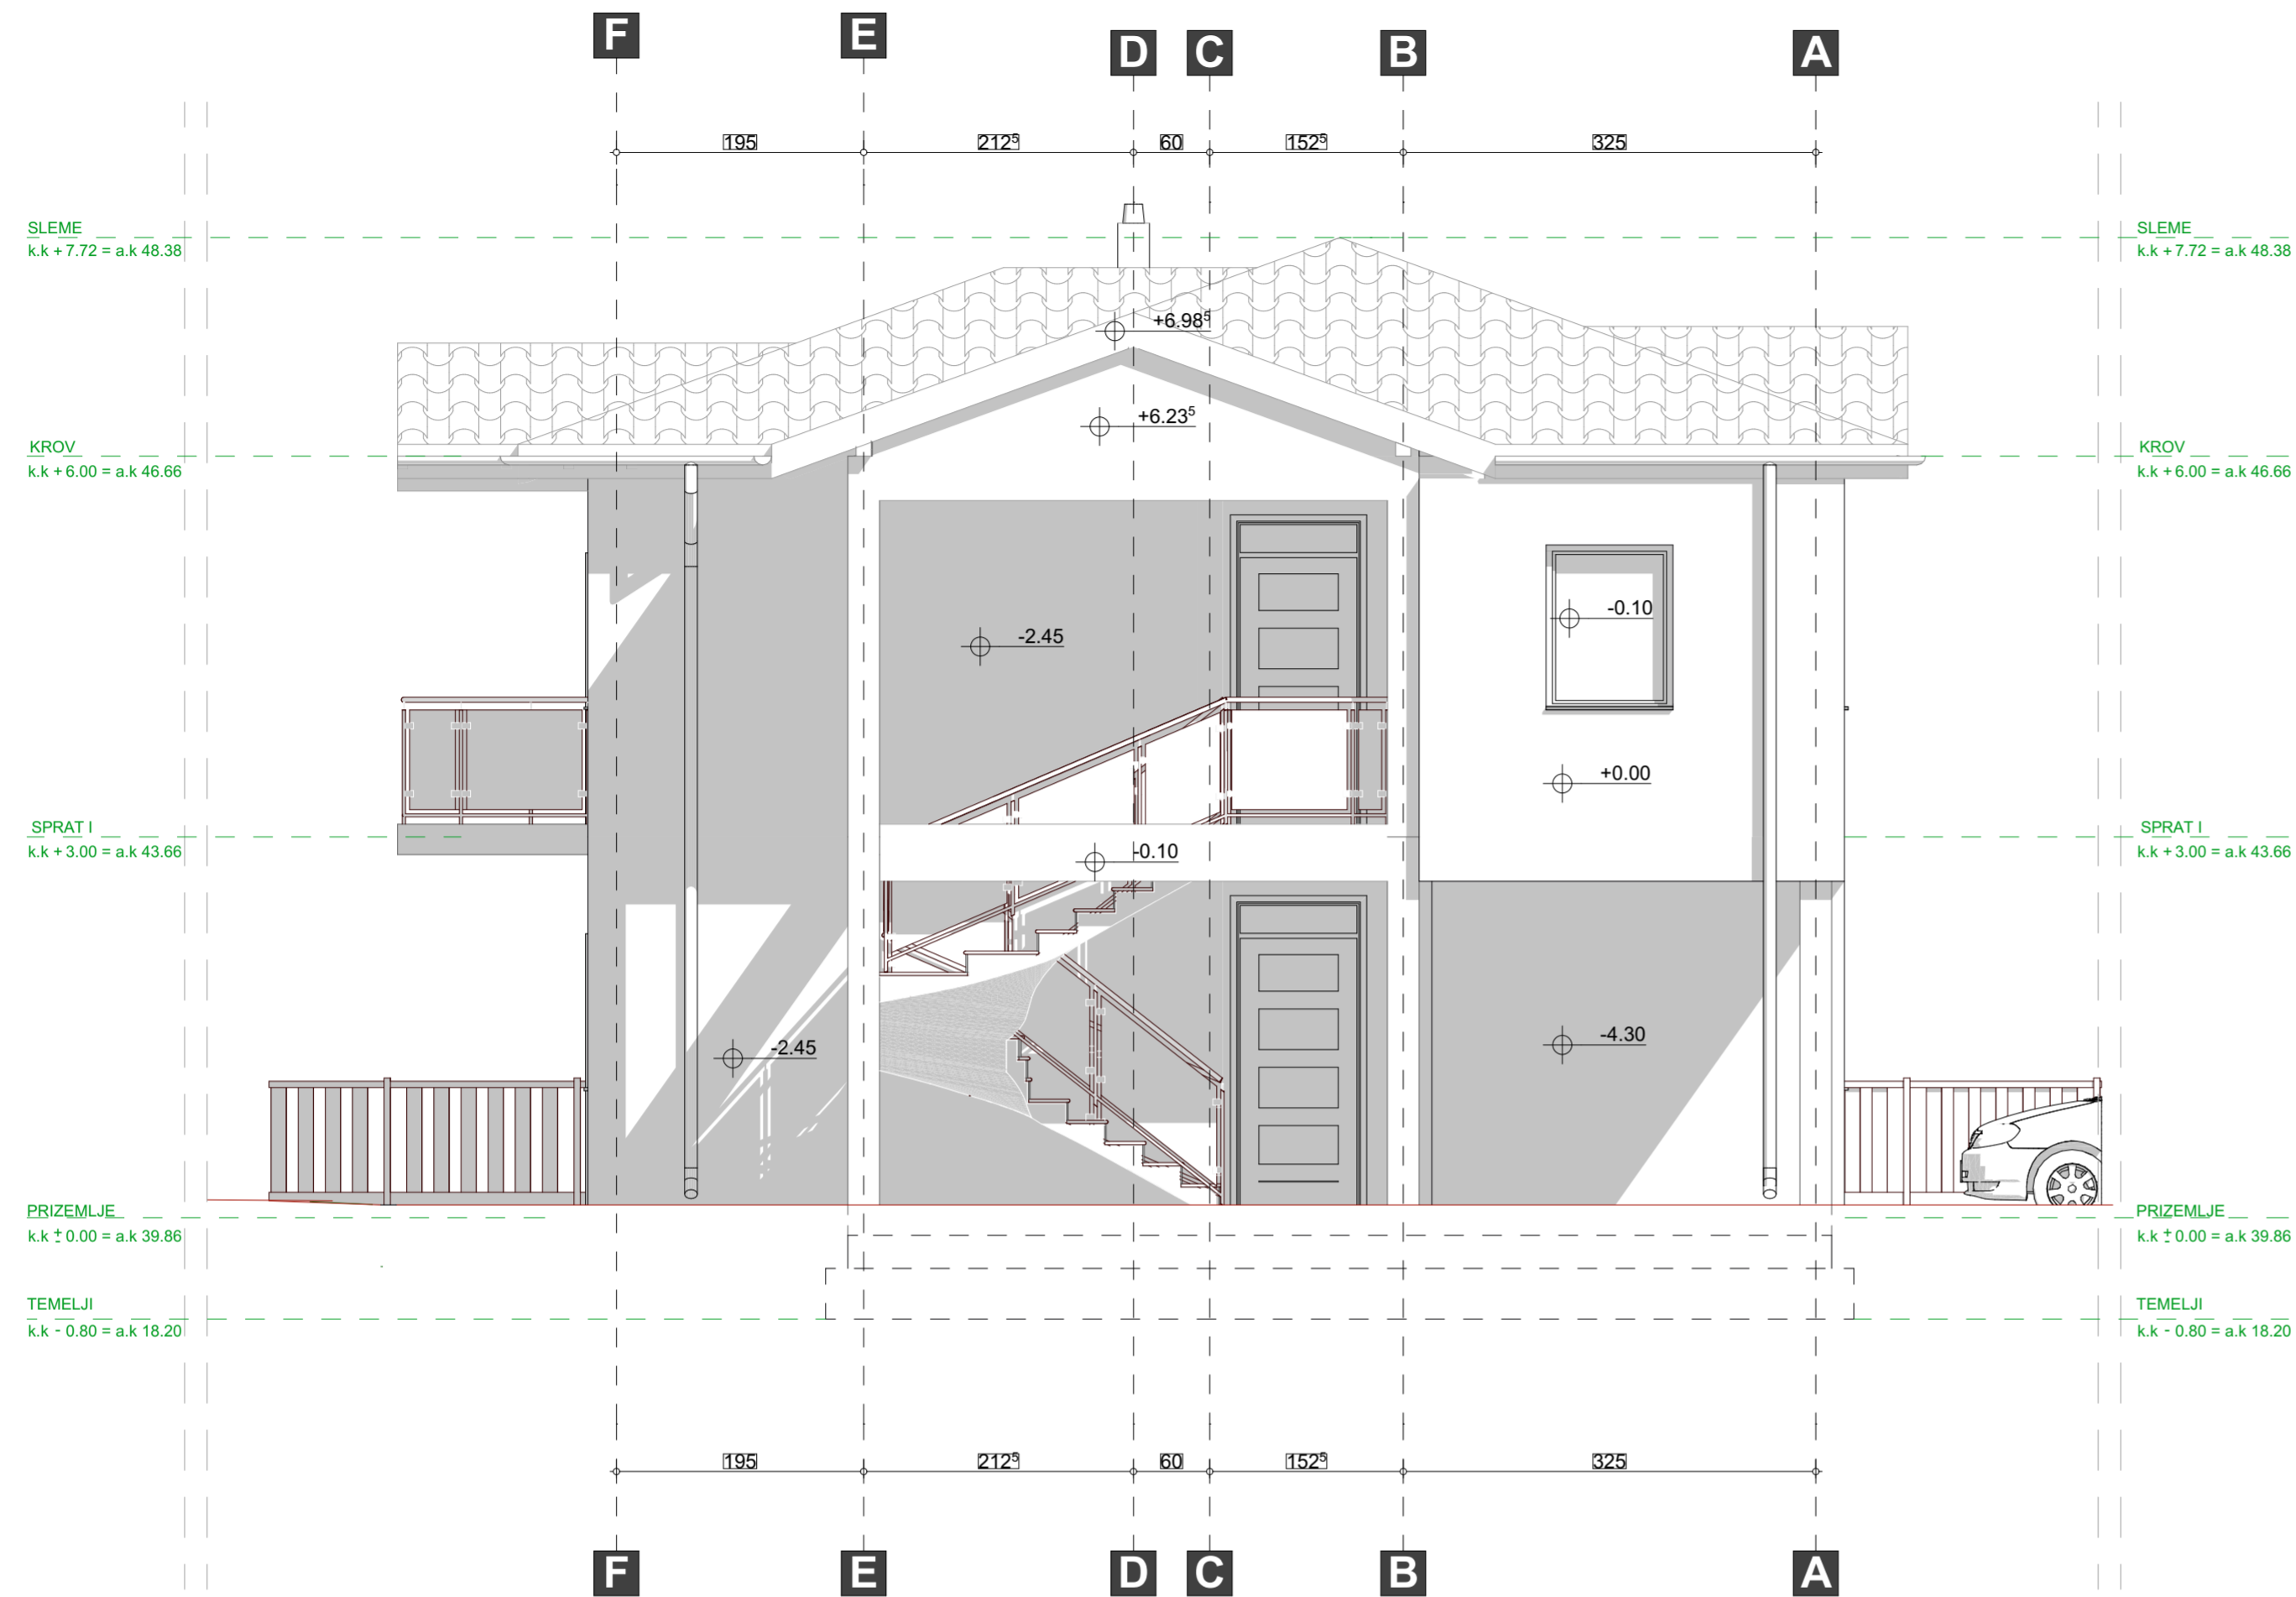 F E D C B A
195 212⁵ 60 152⁵ 325
SLEME
k.k + 7.72 = a.k 48.38
SLEME
k.k + 7.72 = a.k 48.38
+6.98⁵
+6.23⁵
KROV
k.k + 6.00 = a.k 46.66
KROV
k.k + 6.00 = a.k 46.66
-0.10
-2.45
+0.00
SPRAT I
k.k + 3.00 = a.k 43.66
SPRAT I
k.k + 3.00 = a.k 43.66
-0.10
-4.30
-2.45
PRIZEMLJE
k.k ± 0.00 = a.k 39.86
PRIZEMLJE
k.k ± 0.00 = a.k 39.86
TEMELJI
k.k - 0.80 = a.k 18.20
TEMELJI
k.k - 0.80 = a.k 18.20
195 212⁵ 60 152⁵ 325
F E D C B A